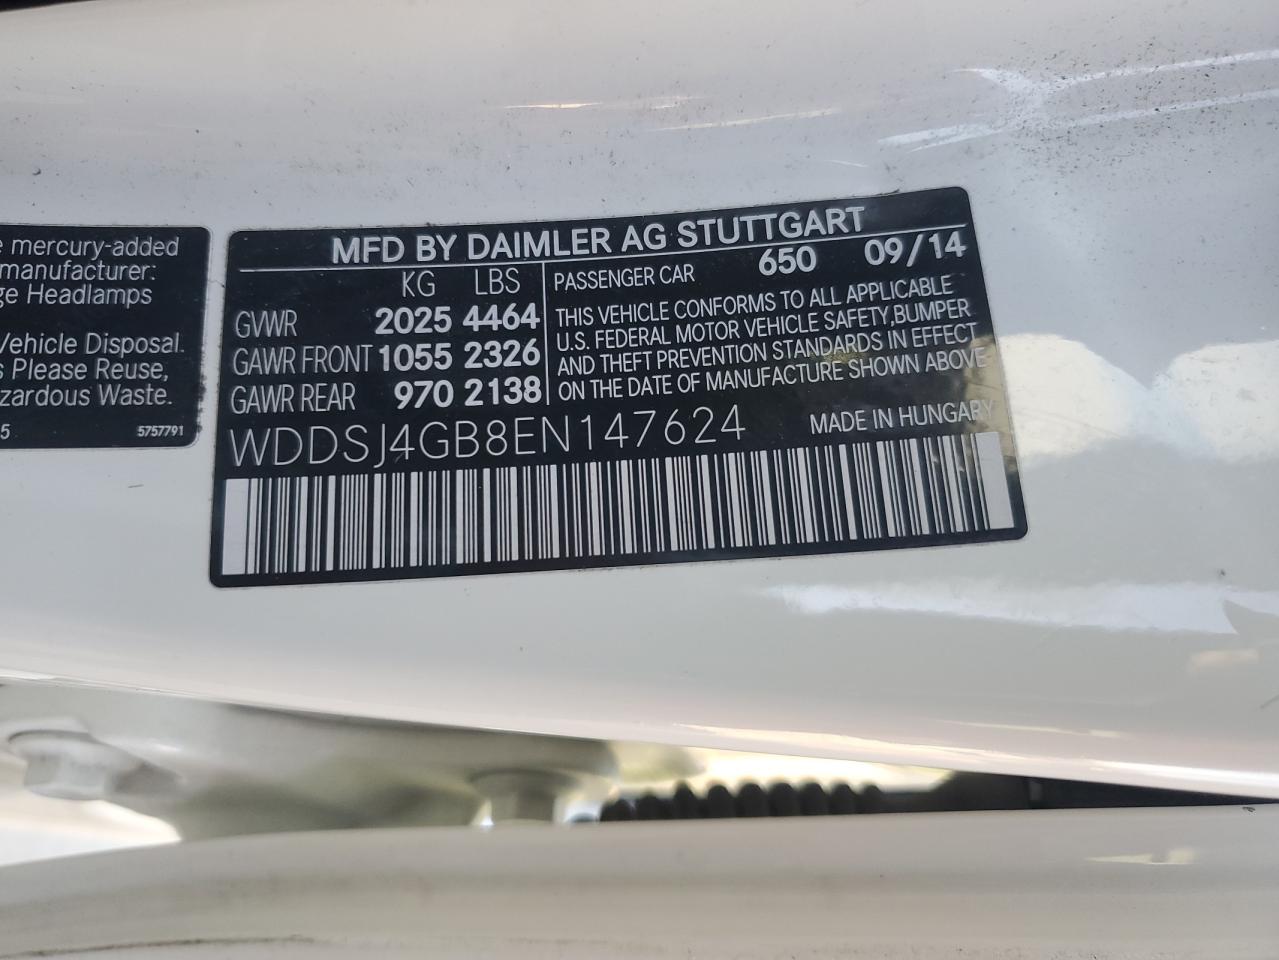 e mercury-added
manufacturer:
ge Headlamps
Vehicle Disposal.
s Please Reuse,
zardous Waste.
5 5757791
MFD BY DAIMLER AG STUTTGART
KG LBS
GVWR 2025 4464
GAWR FRONT 1055 2326
GAWR REAR 970 2138
PASSENGER CAR 650 09/14
THIS VEHICLE CONFORMS TO ALL APPLICABLE
U.S. FEDERAL MOTOR VEHICLE SAFETY,BUMPER
AND THEFT PREVENTION STANDARDS IN EFFECT
ON THE DATE OF MANUFACTURE SHOWN ABOVE
WDDSJ4GB8EN147624 MADE IN HUNGARY